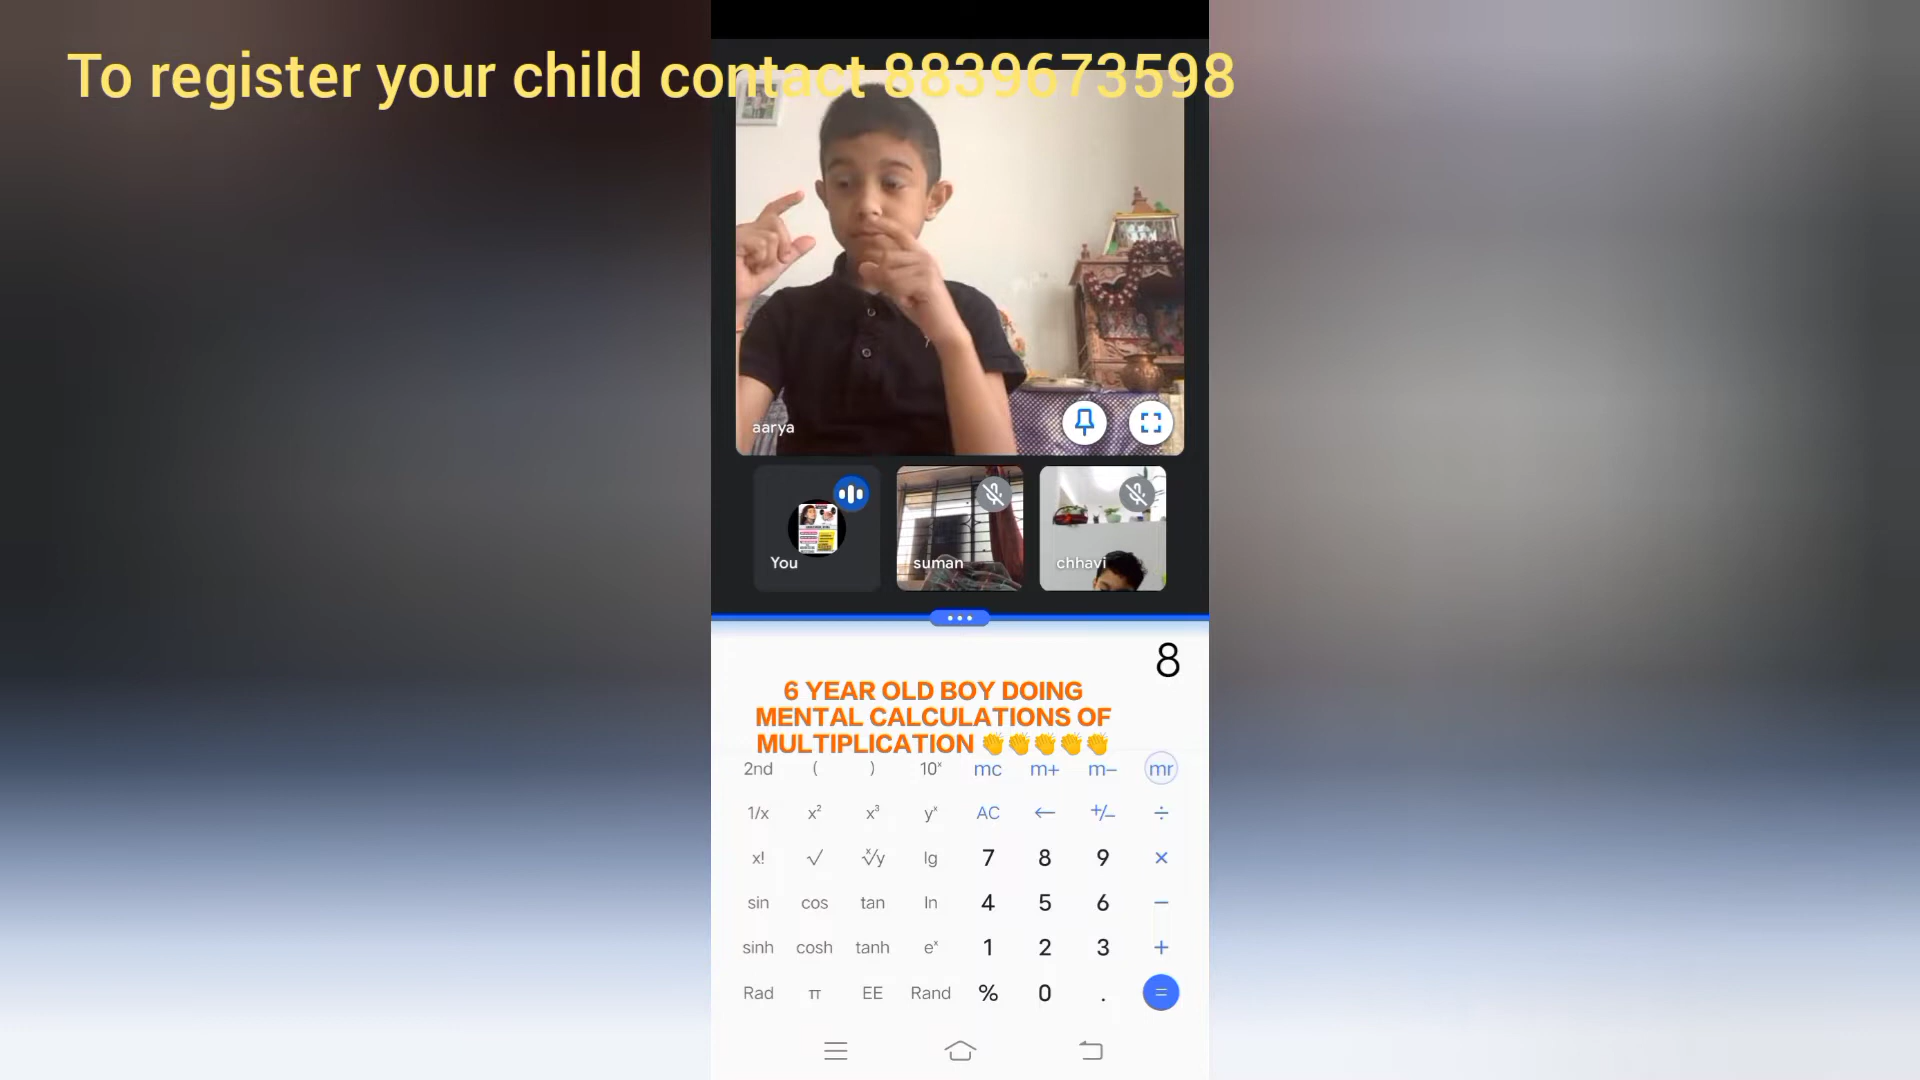 To register your child contact 8839673598
aarya
You
suman
chhavi
8
6 YEAR OLD BOY DOING
MENTAL CALCULATIONS OF
MULTIPLICATION 👏👏👏👏👏
2nd ( ) 10ˣ mc m+ m− mr
1/x x² x³ yˣ AC ← +/− ÷
x! √ ˣ√y lg 7 8 9 ×
sin cos tan ln 4 5 6 −
sinh cosh tanh eˣ 1 2 3 +
Rad π EE Rand % 0 . =